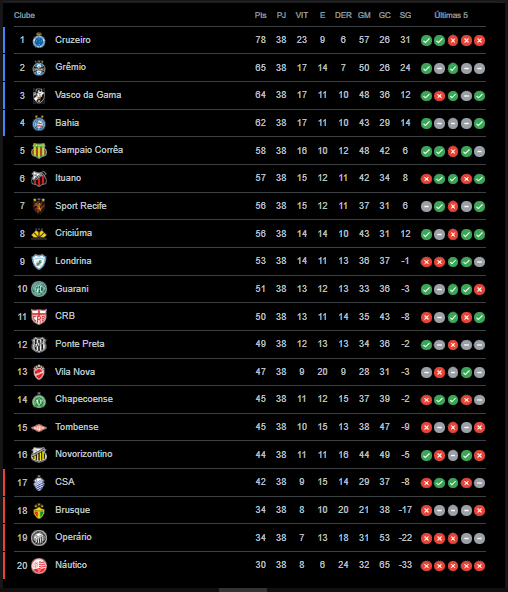 Clube Pts PJ VIT E DER GM GC SG Últimas 5
1 Cruzeiro 78 38 23 9 6 57 26 31
2 Grêmio 65 38 17 14 7 50 26 24
3 Vasco da Gama 64 38 17 11 10 48 36 12
4 Bahia 62 38 17 11 10 43 29 14
5 Sampaio Corrêa 58 38 16 10 12 48 42 6
6 Ituano 57 38 15 12 11 42 34 8
7 Sport Recife 56 38 15 12 11 37 31 6
8 Criciúma 56 38 14 14 10 43 31 12
9 Londrina 53 38 14 11 13 36 37 -1
10 Guarani 51 38 13 12 13 33 36 -3
11 CRB 50 38 13 11 14 35 43 -8
12 Ponte Preta 49 38 12 13 13 34 36 -2
13 Vila Nova 47 38 9 20 9 28 31 -3
14 Chapecoense 45 38 11 12 15 37 39 -2
15 Tombense 45 38 10 15 13 38 47 -9
16 Novorizontino 44 38 11 11 16 44 49 -5
17 CSA 42 38 9 15 14 29 37 -8
18 Brusque 34 38 8 10 20 21 38 -17
19 Operário 34 38 7 13 18 31 53 -22
20 Náutico 30 38 8 6 24 32 65 -33